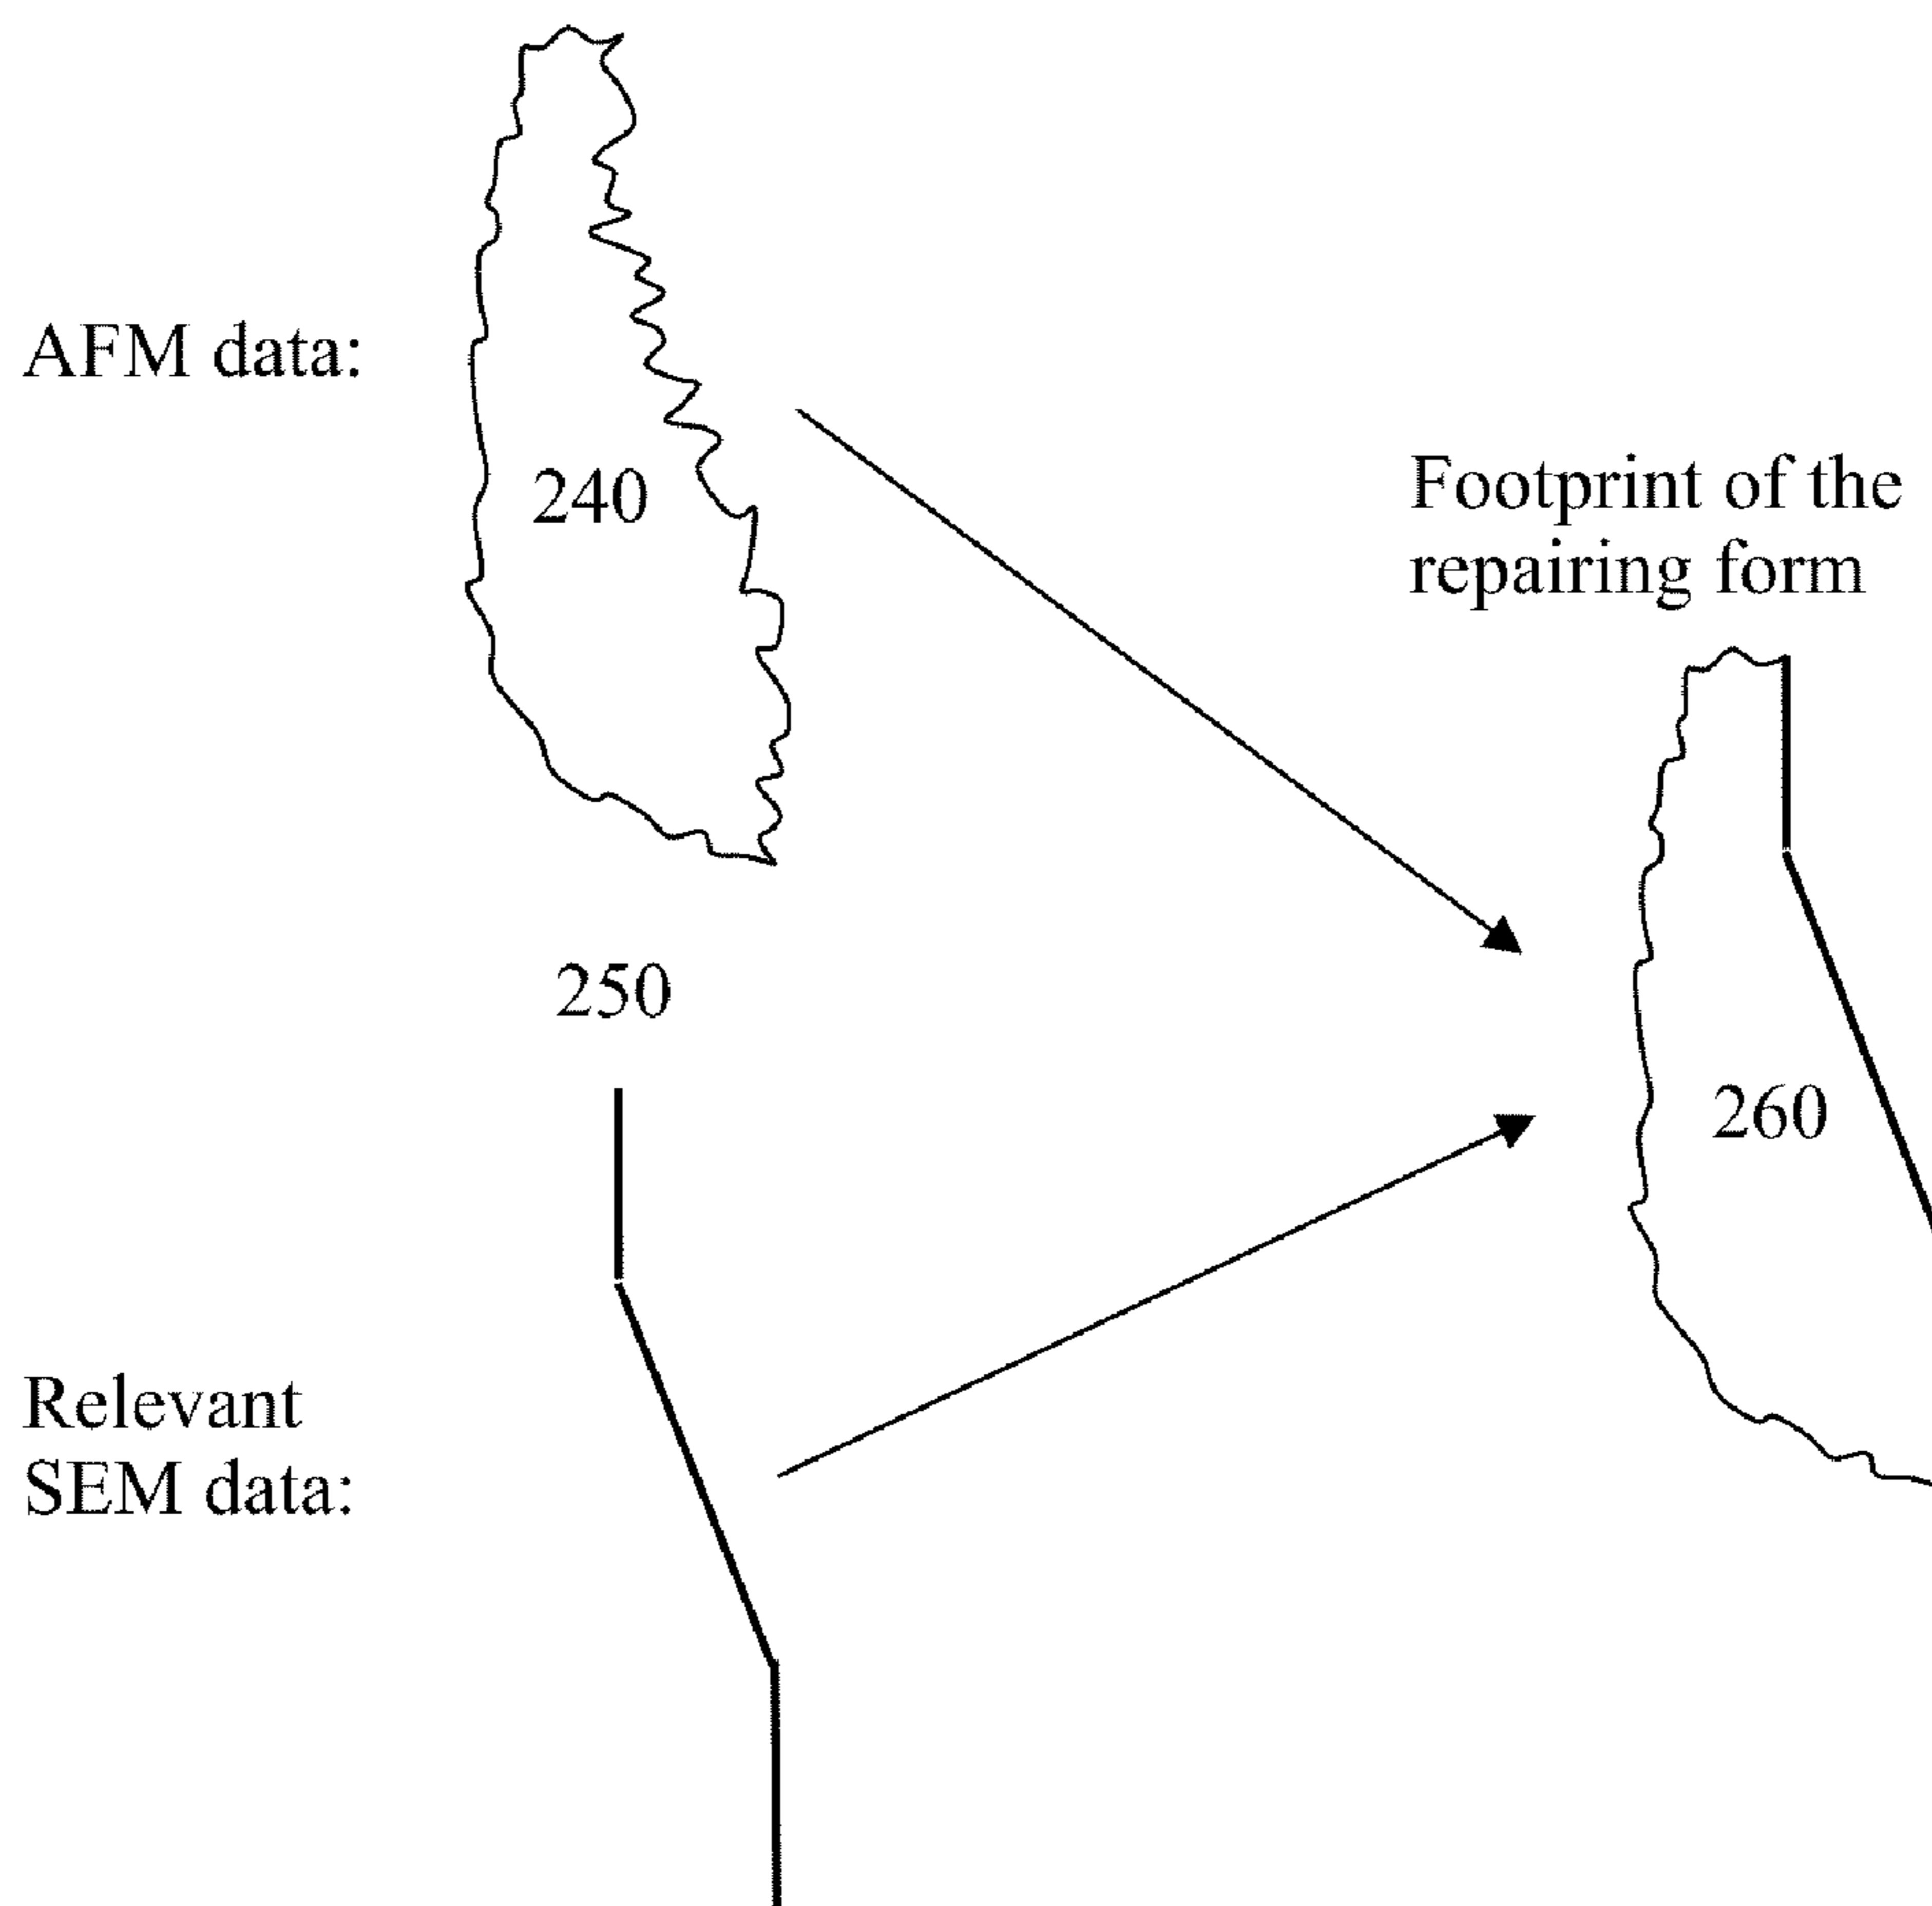 AFM data:
240
Footprint of the
repairing form
250
260
Relevant
SEM data: